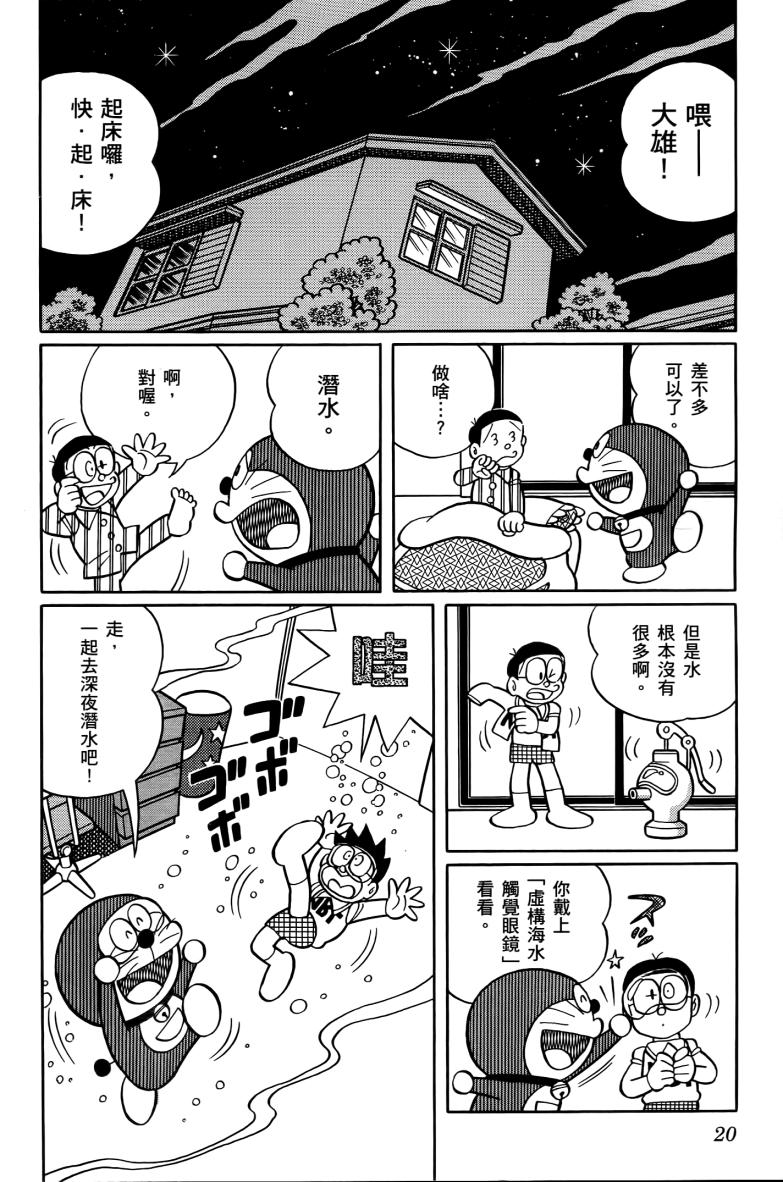 喂——
大雄！
起床囉，
快．起．床！
差不多
可以了。
做啥…？
潛水。
啊，
對喔。
但是水
根本沒有
很多啊。
你戴上
「虛構海水
觸覺眼鏡」
看看。
スッ
哇
ゴボ
ゴボ
走，
一起去深夜潛水吧！
20